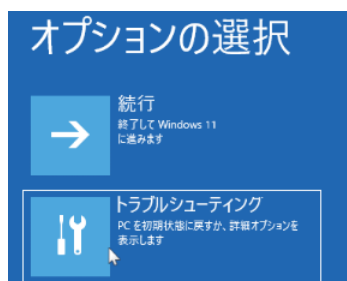 オプションの選択
続行
終了して Windows 11
に進みます
トラブルシューティング
PC を初期状態に戻すか、詳細オプションを
表示します